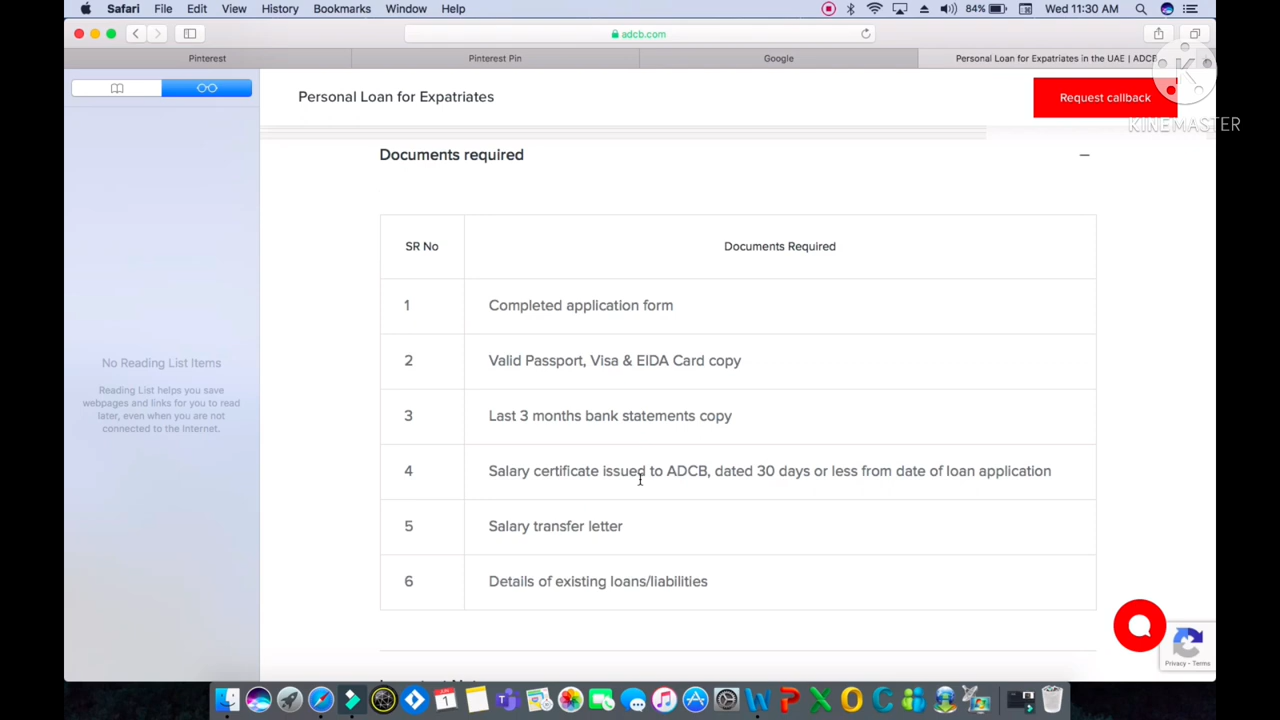 Safari File Edit View History Bookmarks Window Help 84% Wed 11:30 AM
adcb.com
Pinterest Pinterest Pin Google Personal Loan for Expatriates in the UAE | ADCB
Personal Loan for Expatriates
Request callback
KINEMASTER
Documents required
SR No Documents Required
1 Completed application form
2 Valid Passport, Visa & EIDA Card copy
3 Last 3 months bank statements copy
4 Salary certificate issued to ADCB, dated 30 days or less from date of loan application
5 Salary transfer letter
6 Details of existing loans/liabilities
No Reading List Items
Reading List helps you save
webpages and links for you to read
later, even when you are not
connected to the Internet.
Privacy - Terms